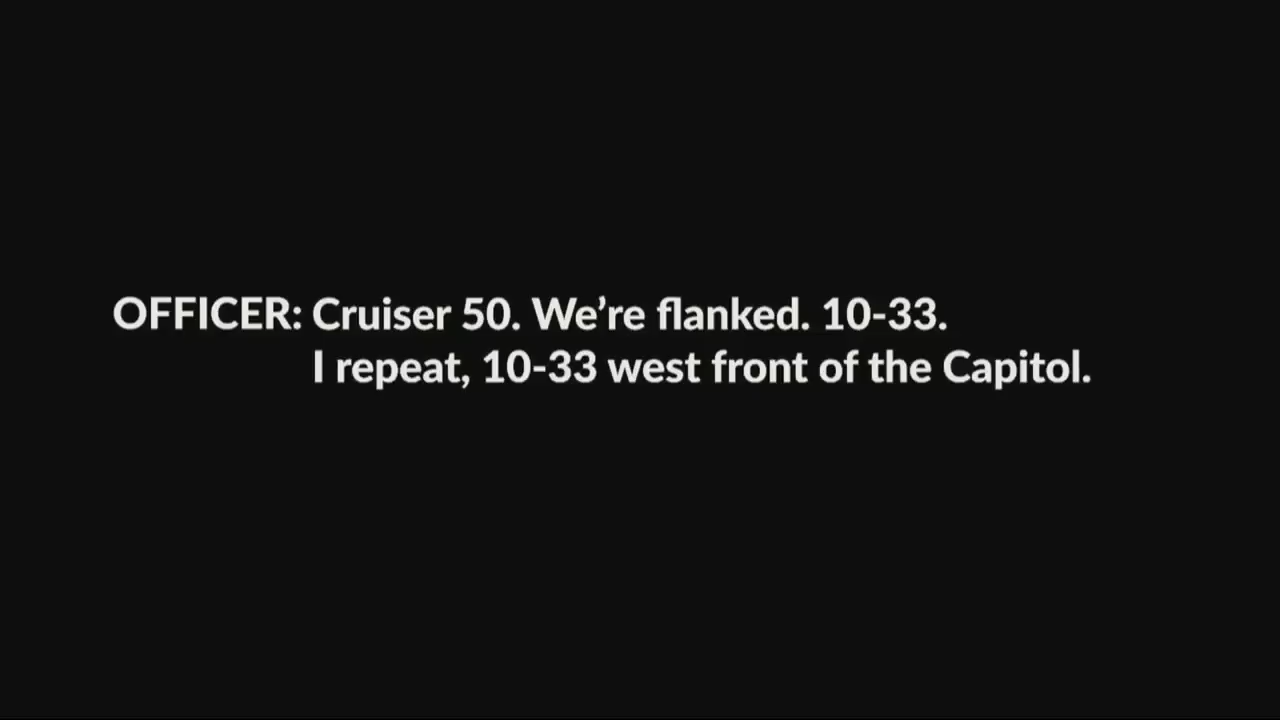 OFFICER: Cruiser 50. We’re flanked. 10-33.
I repeat, 10-33 west front of the Capitol.